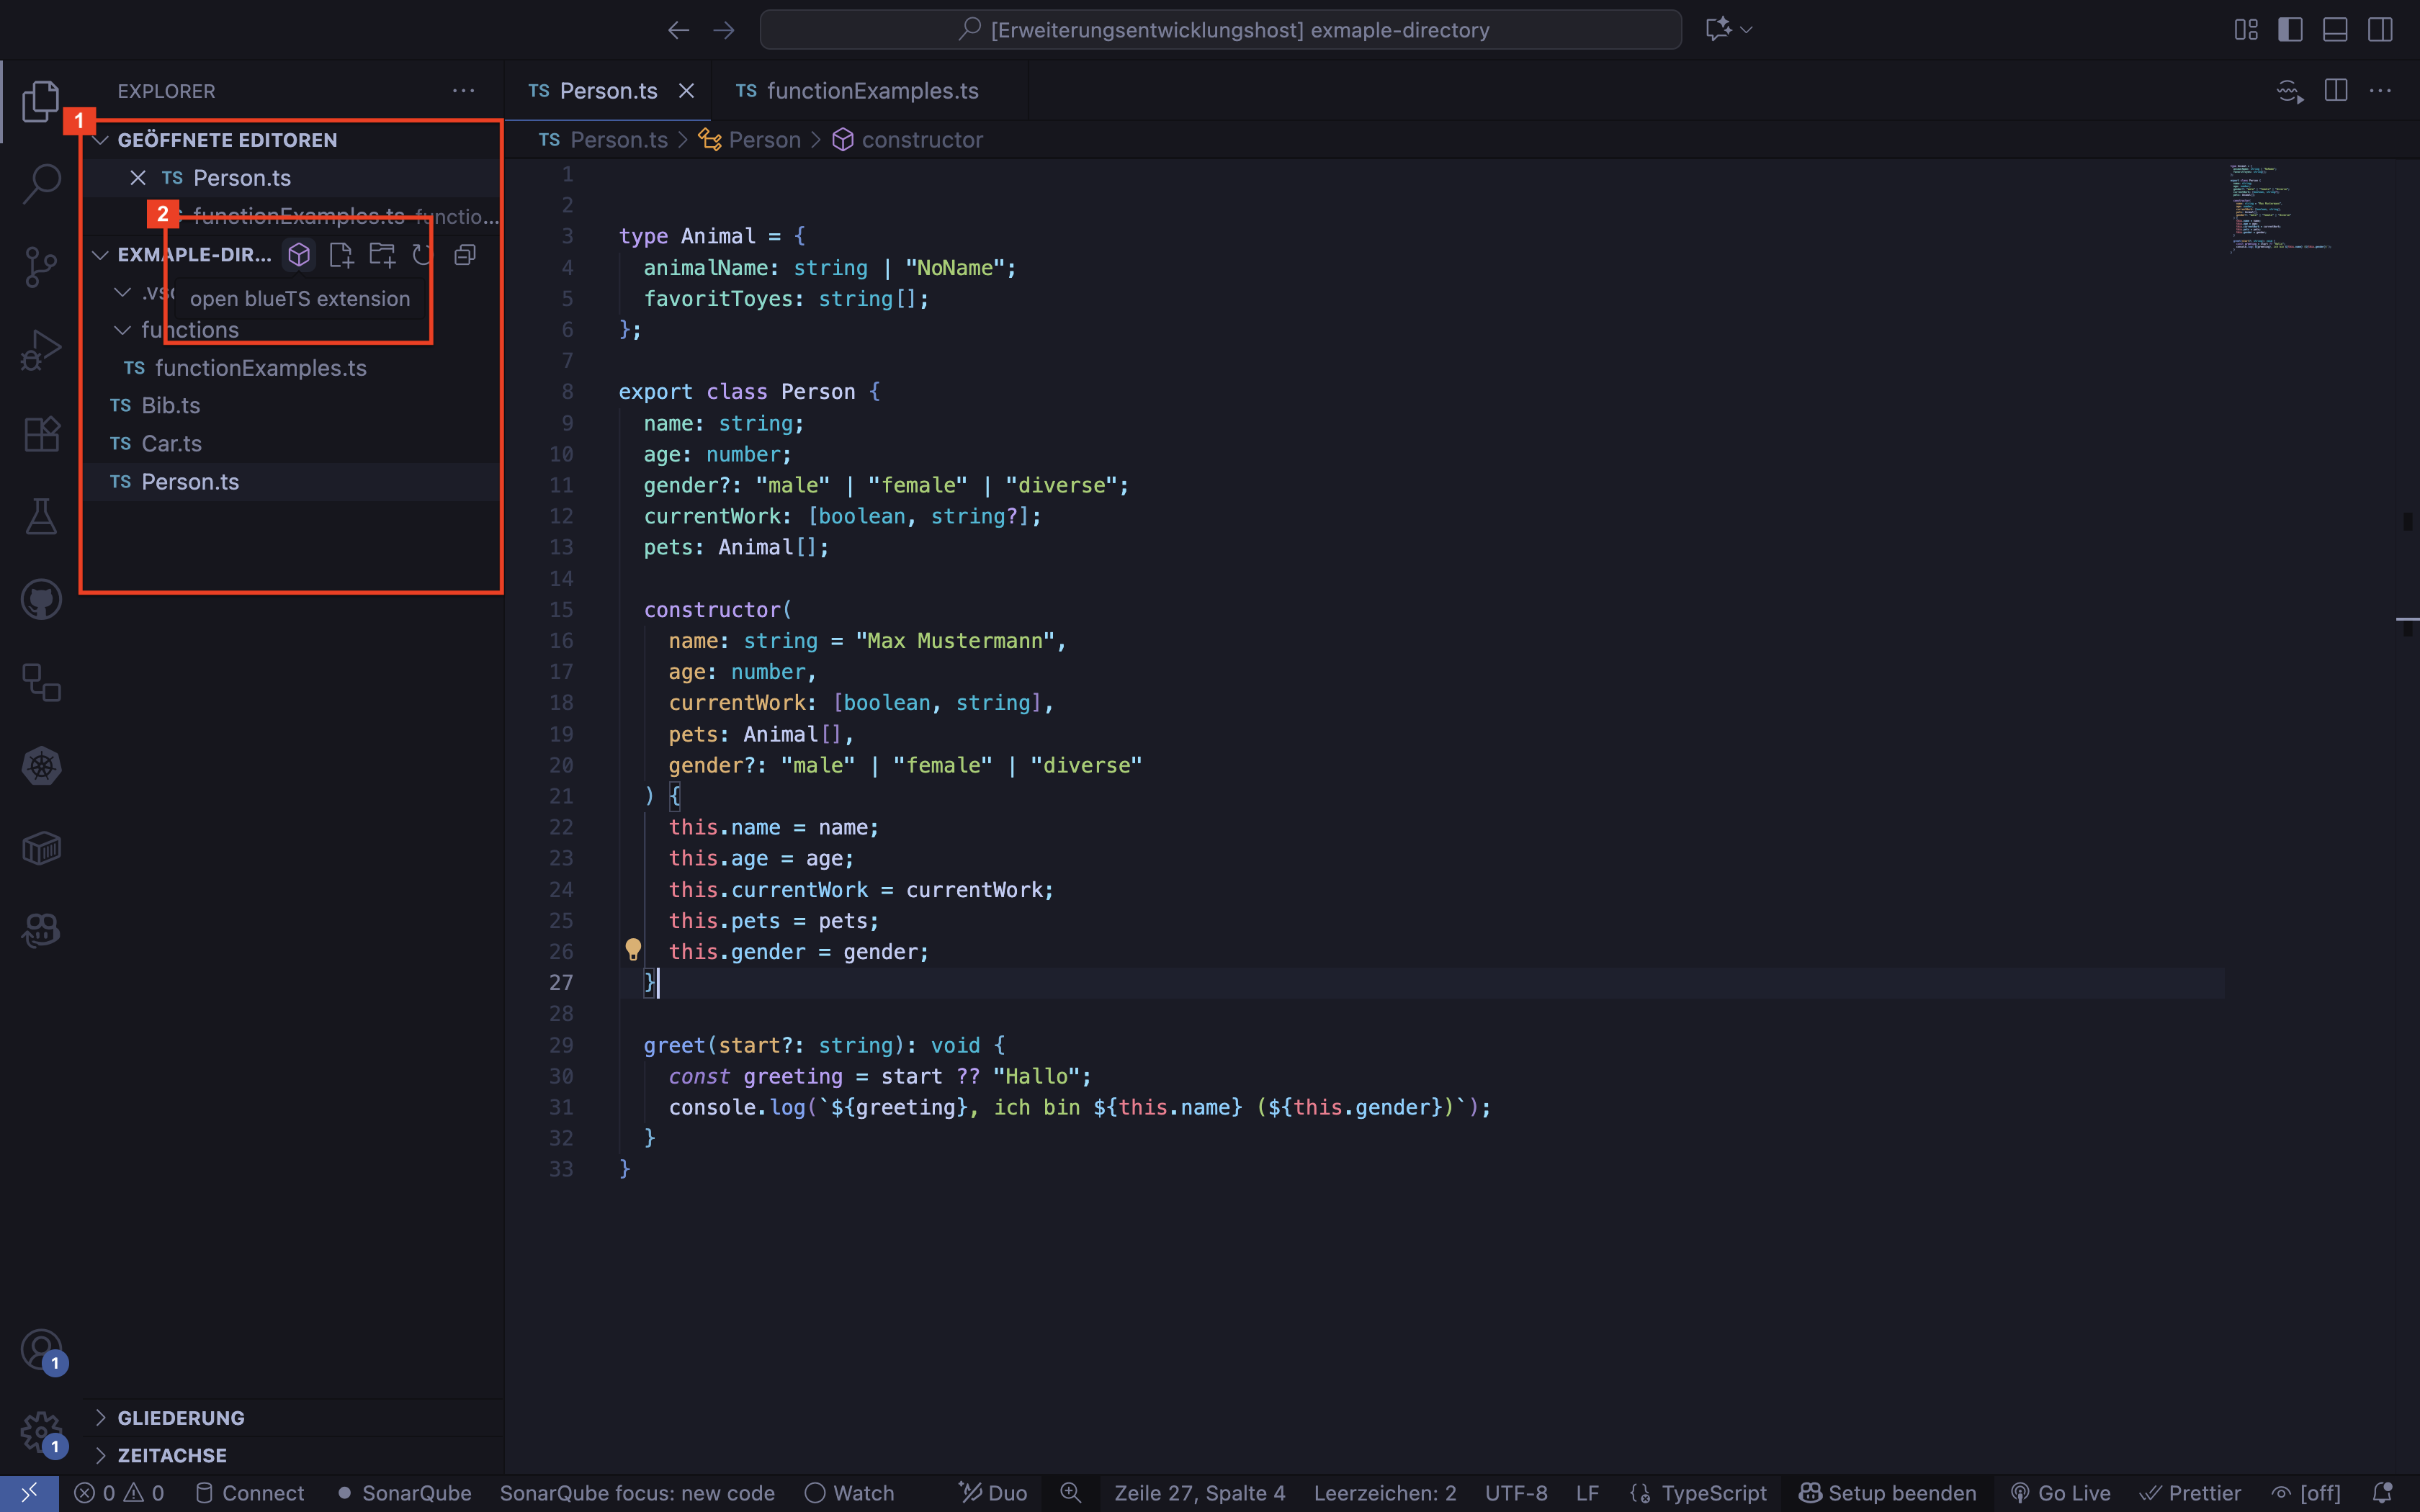 [Erweiterungsentwicklungshost] exmaple-directory
EXPLORER
1
GEÖFFNETE EDITOREN
TS Person.ts
2
functionExamples.ts functio...
EXMAPLE-DIR...
open blueTS extension
functions
TS functionExamples.ts
TS Bib.ts
TS Car.ts
TS Person.ts
GLIEDERUNG
ZEITACHSE
1
1
TS Person.ts
TS functionExamples.ts
TS Person.ts > Person > constructor
1
2
3 type Animal = {
4 animalName: string | "NoName";
5 favoritToyes: string[];
6 };
7
8 export class Person {
9 name: string;
10 age: number;
11 gender?: "male" | "female" | "diverse";
12 currentWork: [boolean, string?];
13 pets: Animal[];
14
15 constructor(
16 name: string = "Max Mustermann",
17 age: number,
18 currentWork: [boolean, string],
19 pets: Animal[],
20 gender?: "male" | "female" | "diverse"
21 ) {
22 this.name = name;
23 this.age = age;
24 this.currentWork = currentWork;
25 this.pets = pets;
26 this.gender = gender;
27 }
28
29 greet(start?: string): void {
30 const greeting = start ?? "Hallo";
31 console.log(`${greeting}, ich bin ${this.name} (${this.gender})`);
32 }
33 }
0 0 Connect SonarQube SonarQube focus: new code Watch Duo Zeile 27, Spalte 4 Leerzeichen: 2 UTF-8 LF TypeScript Setup beenden Go Live Prettier [off]